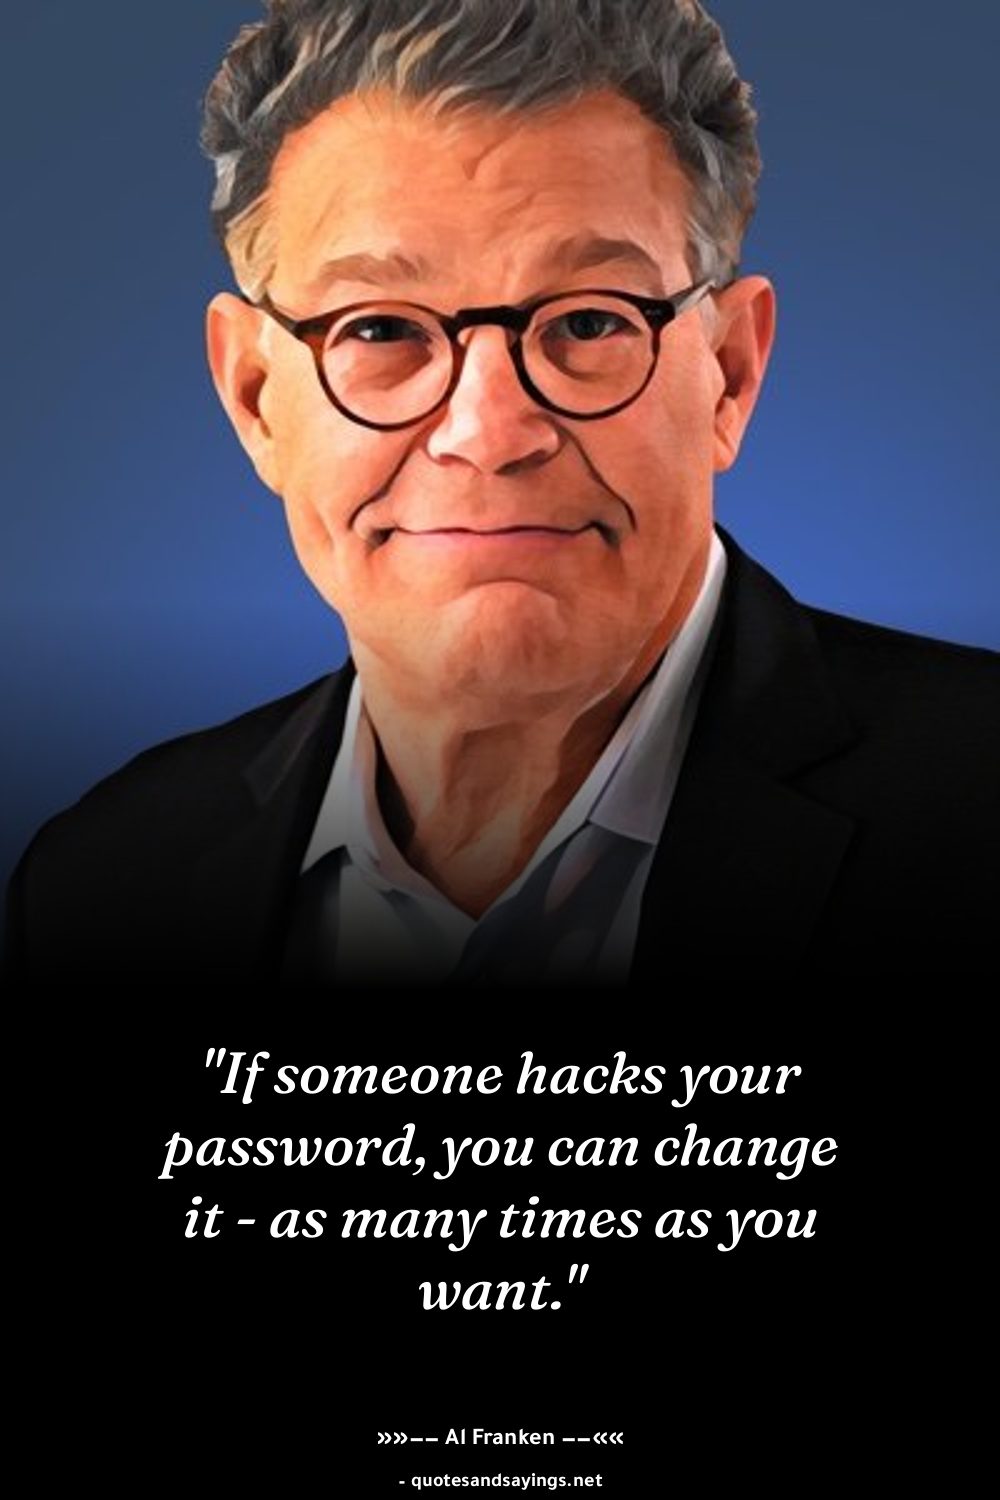 "If someone hacks your
password, you can change
it - as many times as you
want."
»»–– Al Franken ––««
- quotesandsayings.net